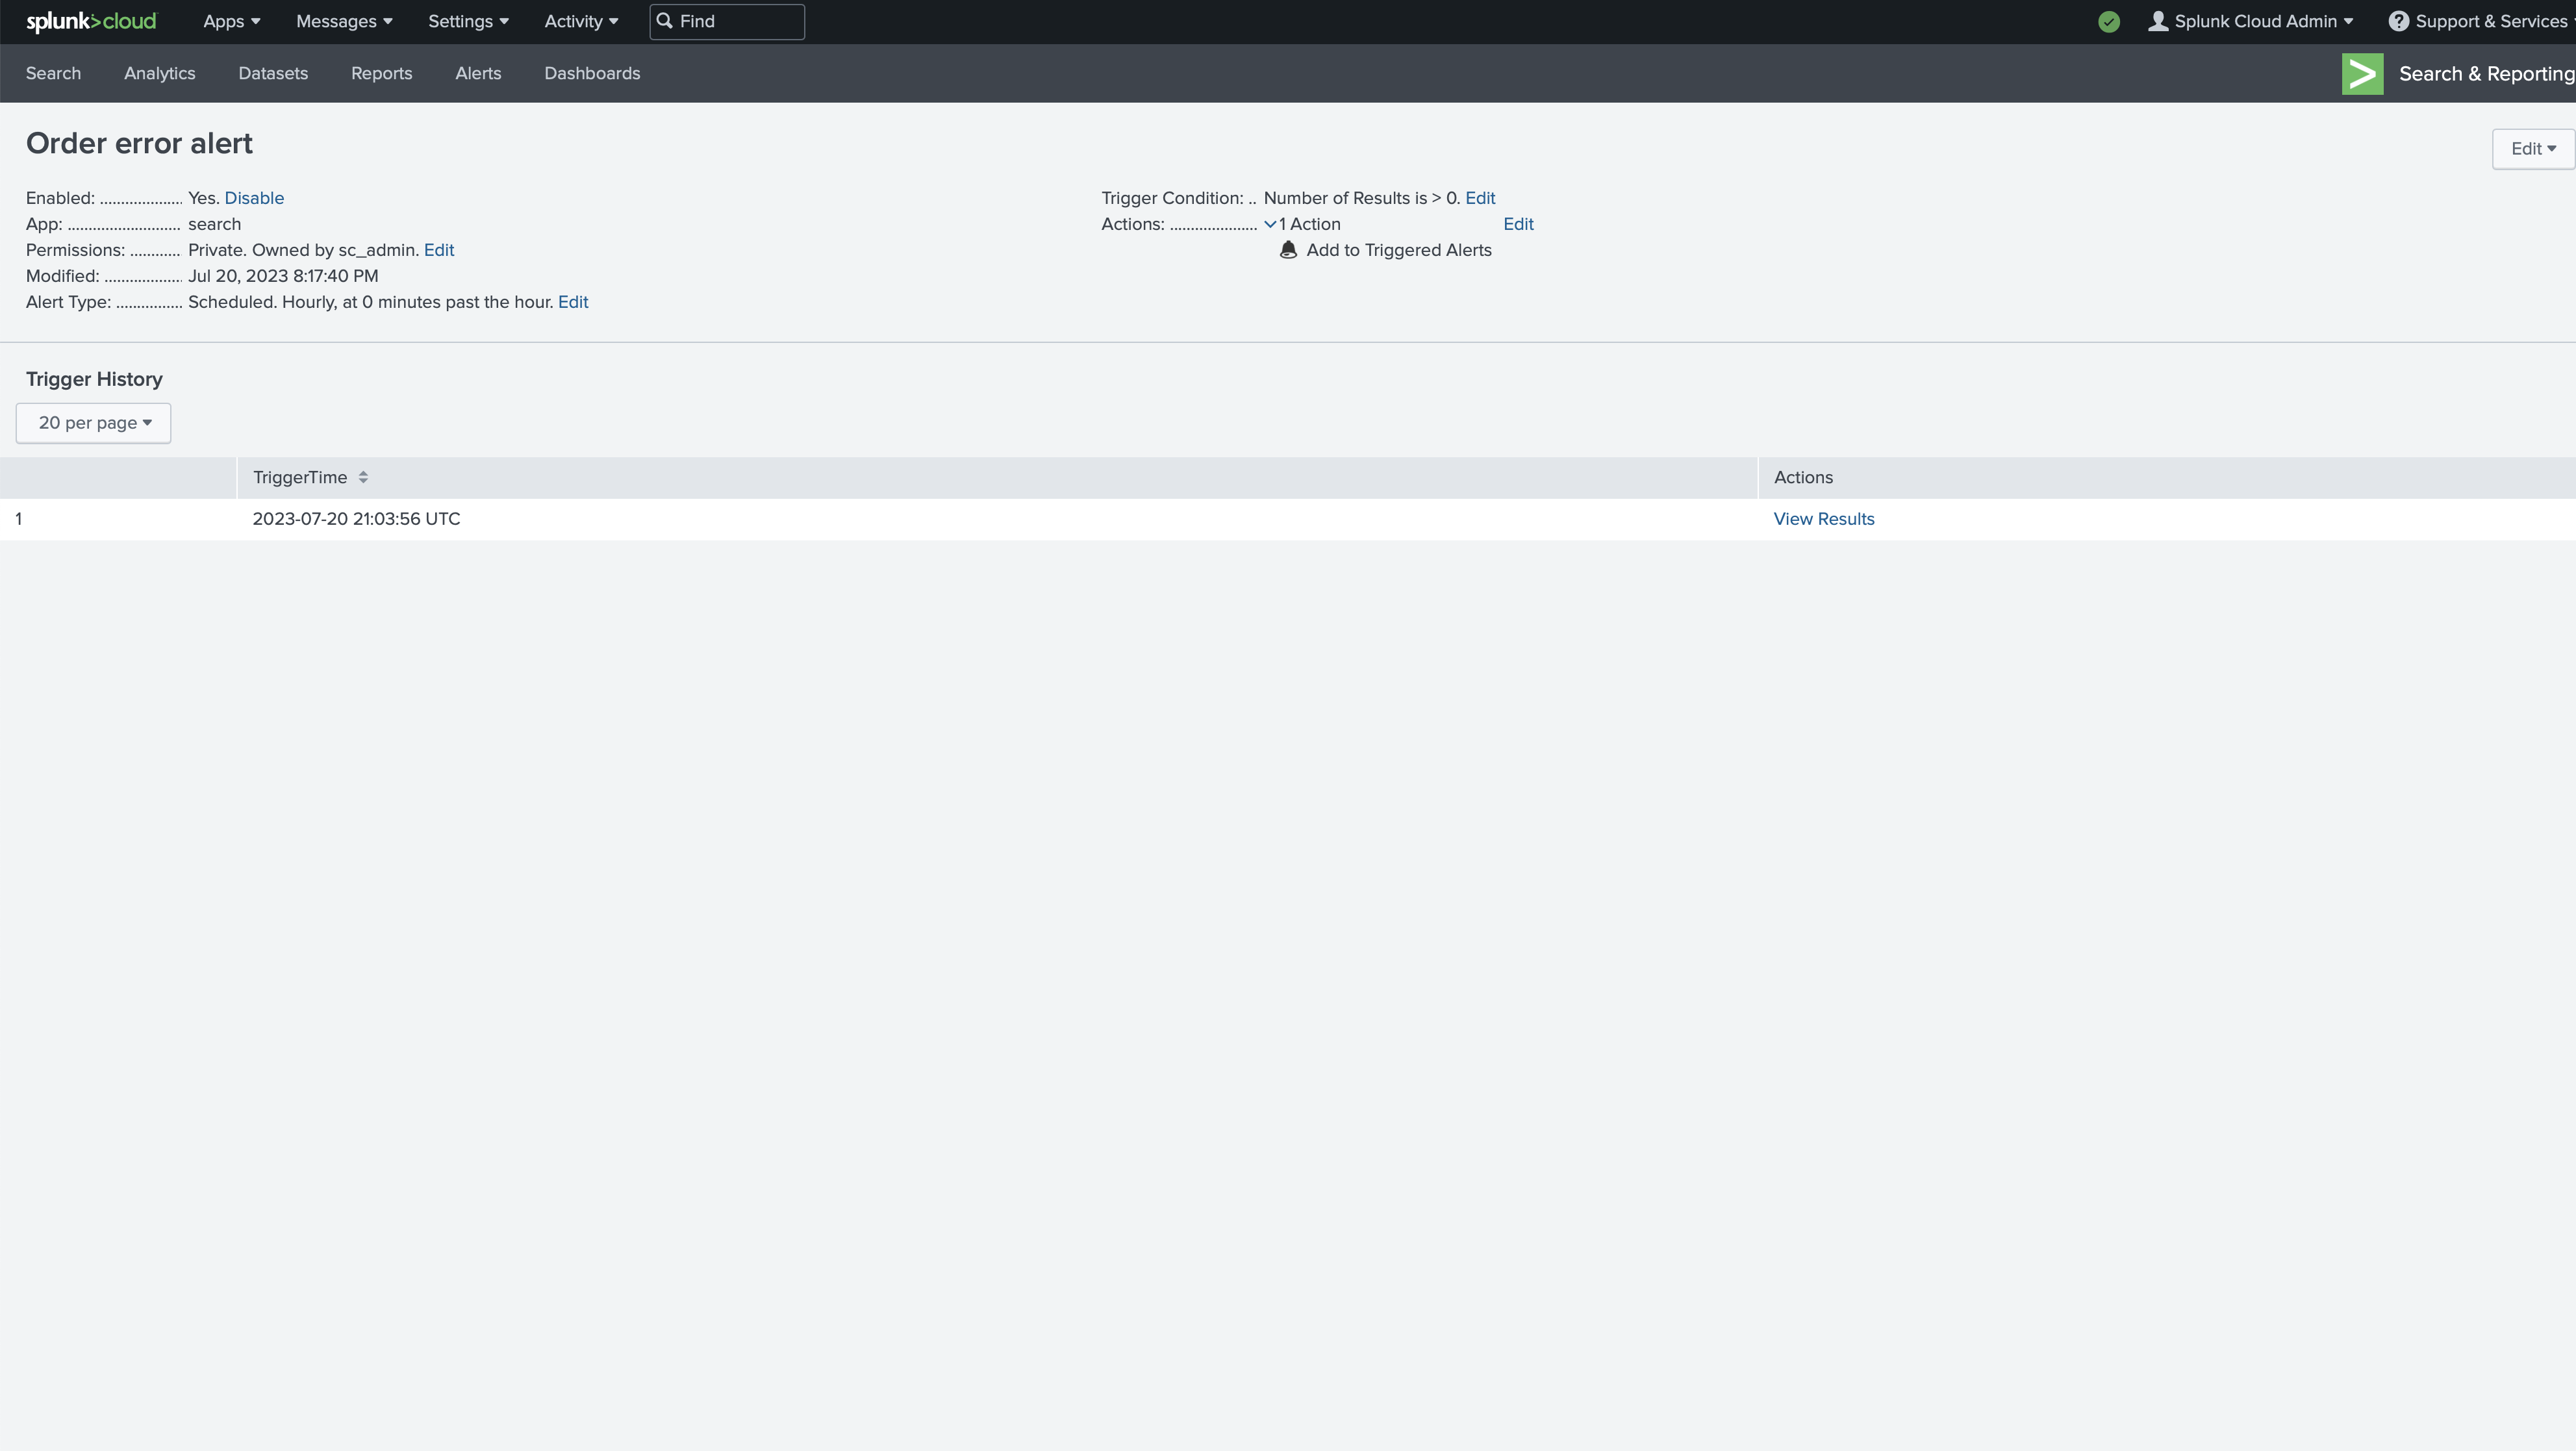 splunk>cloud Apps Messages Settings Activity Find Splunk Cloud Admin Support & Services
Search Analytics Datasets Reports Alerts Dashboards Search & Reporting
Order error alert
Edit
Enabled: ................... Yes. Disable
App: .......................... search
Permissions: ............ Private. Owned by sc_admin. Edit
Modified: .................. Jul 20, 2023 8:17:40 PM
Alert Type: ................ Scheduled. Hourly, at 0 minutes past the hour. Edit
Trigger Condition: .. Number of Results is > 0. Edit
Actions: ..................... 1 Action Edit
Add to Triggered Alerts
Trigger History
20 per page
TriggerTime Actions
1 2023-07-20 21:03:56 UTC View Results